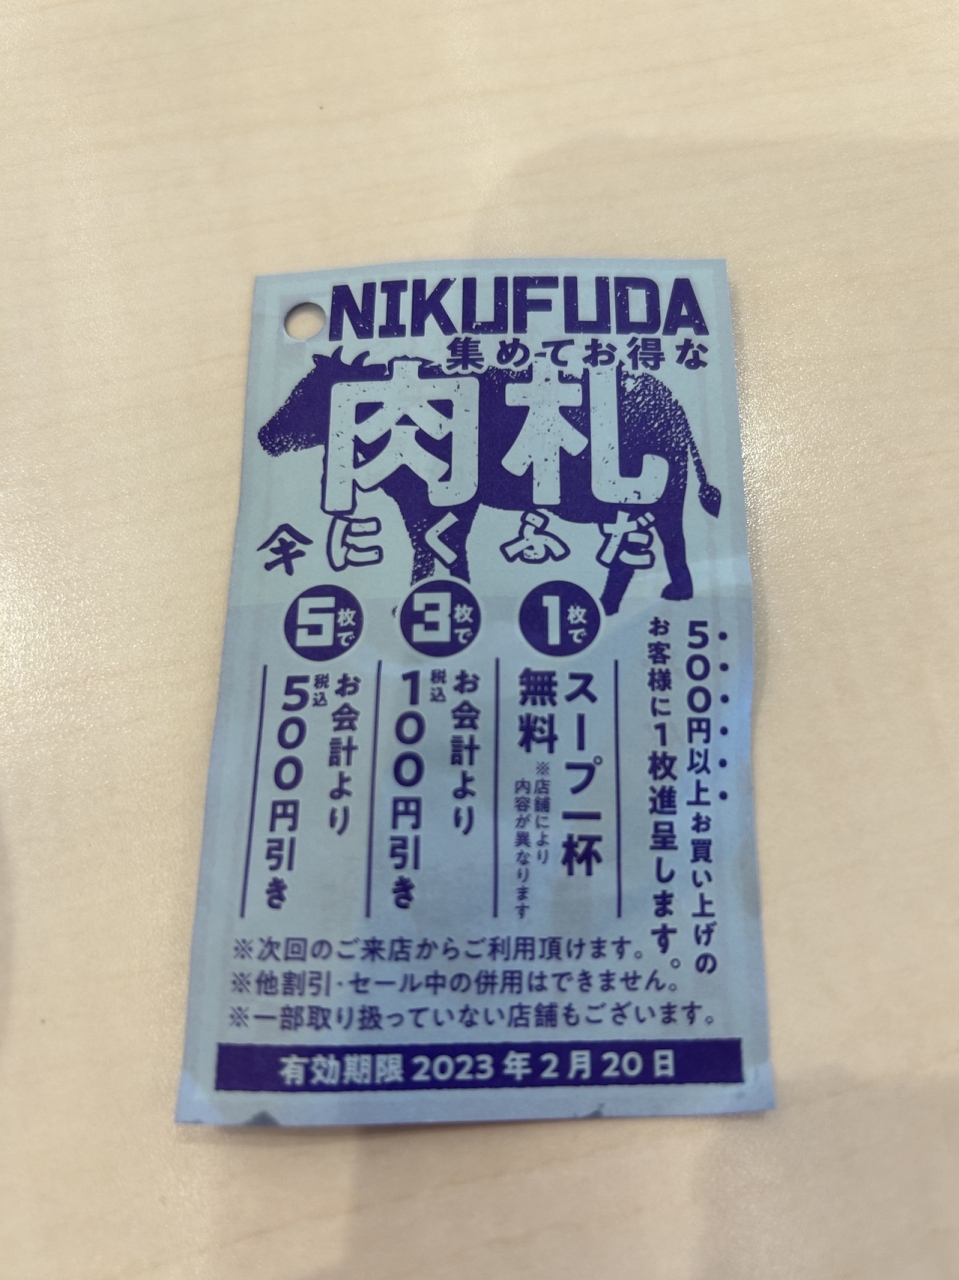 NIKUFUDA
集めてお得な
肉札
にくふだ
500円以上お買い上げの
お客様に1枚進呈します。
1枚で
スープ一杯
無料
※店舗により
内容が異なります
3枚で
お会計より
税込
100円引き
5枚で
お会計より
税込
500円引き
※次回のご来店からご利用頂けます。
※他割引・セール中の併用はできません。
※一部取り扱っていない店舗もございます。
有効期限 2023年2月20日